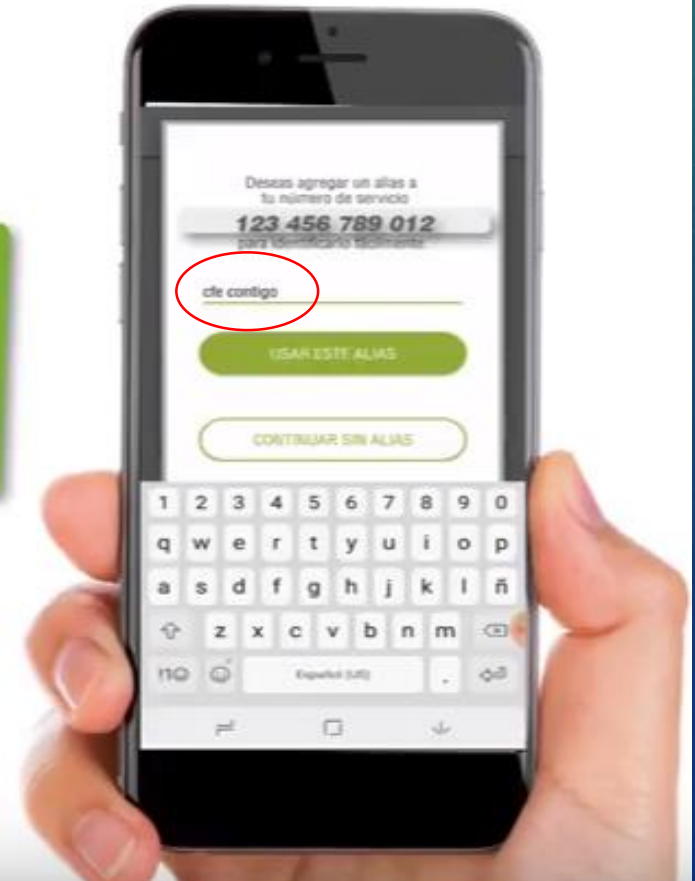 Deseas agregar un alias a
tu número de servicio
123 456 789 012
para identificarlo fácilmente
cfe contigo
USAR ESTE ALIAS
CONTINUAR SIN ALIAS
1 2 3 4 5 6 7 8 9 0
q w e r t y u i o p
a s d f g h j k l ñ
z x c v b n m
!1☺ Español (US) .